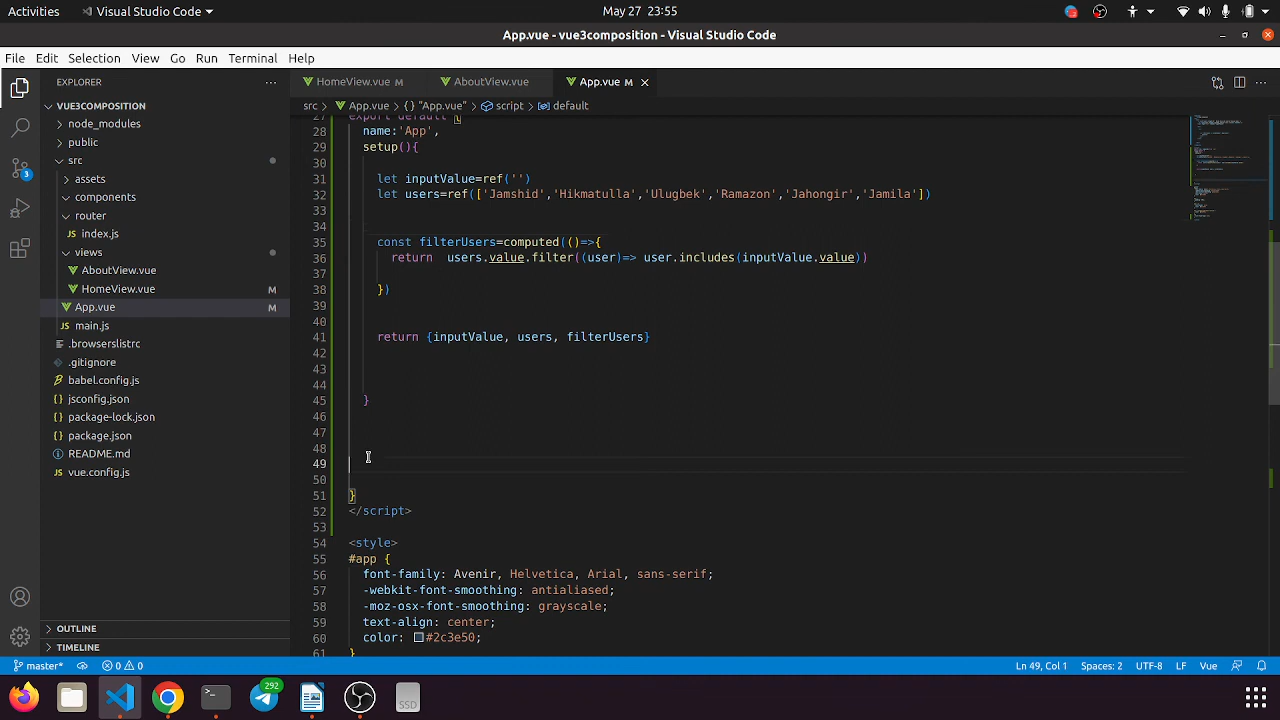 Activities
Visual Studio Code
May 27 23:55
App.vue - vue3composition - Visual Studio Code
File Edit Selection View Go Run Terminal Help
EXPLORER
VUE3COMPOSITION
node_modules
public
src
assets
components
router
index.js
views
AboutView.vue
HomeView.vue M
App.vue M
main.js
.browserslistrc
.gitignore
babel.config.js
jsconfig.json
package-lock.json
package.json
README.md
vue.config.js
OUTLINE
TIMELINE
3
HomeView.vue M
AboutView.vue
App.vue M
src > App.vue > {} "App.vue" > script > default
27 export default {
28 name:'App',
29 setup(){
30
31 let inputValue=ref('')
32 let users=ref(['Jamshid','Hikmatulla','Ulugbek','Ramazon','Jahongir','Jamila'])
33
34
35 const filterUsers=computed(()=>{
36 return  users.value.filter((user)=> user.includes(inputValue.value))
37
38 })
39
40
41 return {inputValue, users, filterUsers}
42
43
44
45 }
46
47
48
49
50
51 }
52 </script>
53
54 <style>
55 #app {
56 font-family: Avenir, Helvetica, Arial, sans-serif;
57 -webkit-font-smoothing: antialiased;
58 -moz-osx-font-smoothing: grayscale;
59 text-align: center;
60 color: #2c3e50;
61 }
master* 0 0 Ln 49, Col 1 Spaces: 2 UTF-8 LF Vue
292
SSD